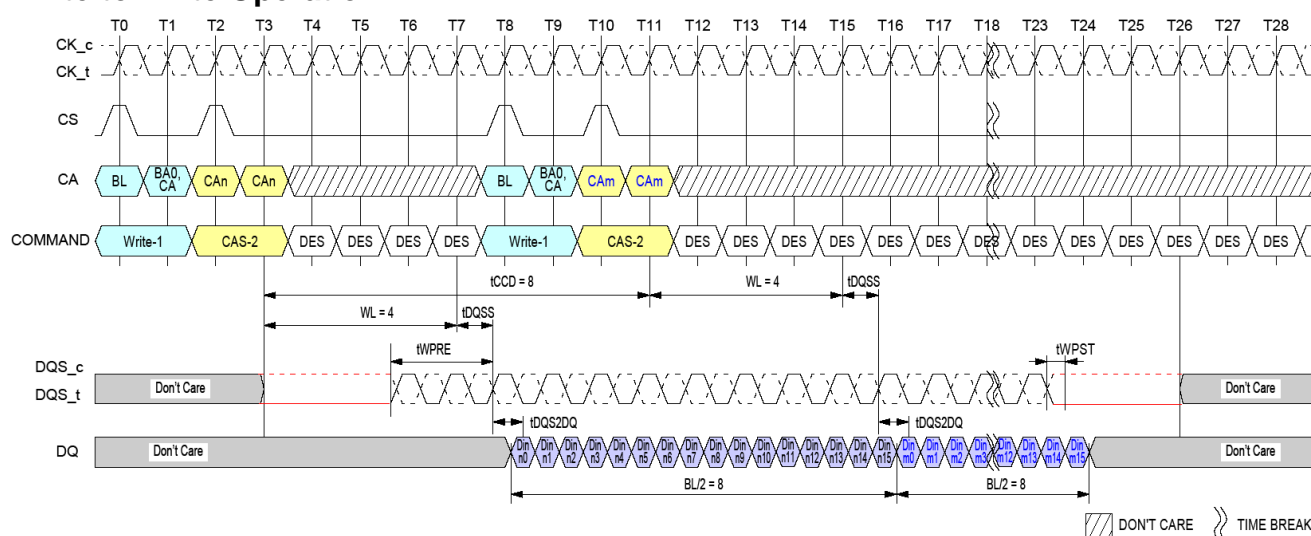 T0 T1 T2 T3 T4 T5 T6 T7 T8 T9 T10 T11 T12 T13 T14 T15 T16 T17 T18 T23 T24 T25 T26 T27 T28
CK_c
CK_t
CS
CA BL BA0, CA CAn CAn BL BA0, CA CAm CAm
COMMAND Write-1 CAS-2 DES DES DES DES Write-1 CAS-2 DES DES DES DES DES DES DES DES DES DES DES DES DES
tCCD = 8 WL = 4 tDQSS
WL = 4 tDQSS
tWPRE tWPST
DQS_c
DQS_t Don't Care Don't Care
tDQS2DQ tDQS2DQ
DQ Don't Care Din n0 Din n1 Din n2 Din n3 Din n4 Din n5 Din n6 Din n7 Din n8 Din n9 Din n10 Din n11 Din n12 Din n13 Din n14 Din n15 Din m0 Din m1 Din m2 Din m3 Din m12 Din m13 Din m14 Din m15 Don't Care
BL/2 = 8 BL/2 = 8
DON'T CARE TIME BREAK